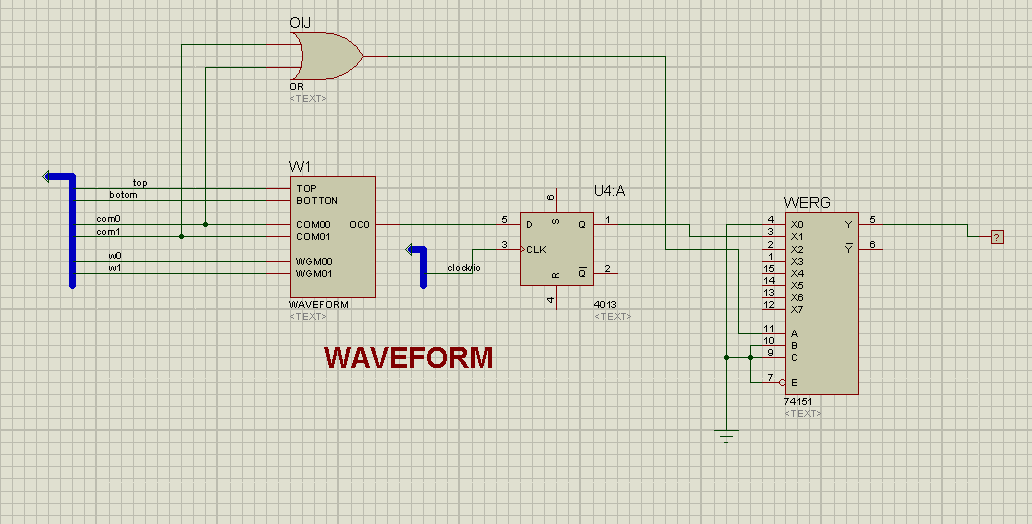 OIJ
OR
<TEXT>
W1
top
botom
com0
com1
w0
w1
TOP
BOTTON
COM00
COM01
WGM00
WGM01
OC0
WAVEFORM
<TEXT>
clockio
U4:A
5
3
6
4
1
2
D
CLK
S
R
Q
Q
4013
<TEXT>
WERG
4
3
2
1
15
14
13
12
11
10
9
7
X0
X1
X2
X3
X4
X5
X6
X7
A
B
C
E
Y
Y
5
6
74151
<TEXT>
?
WAVEFORM